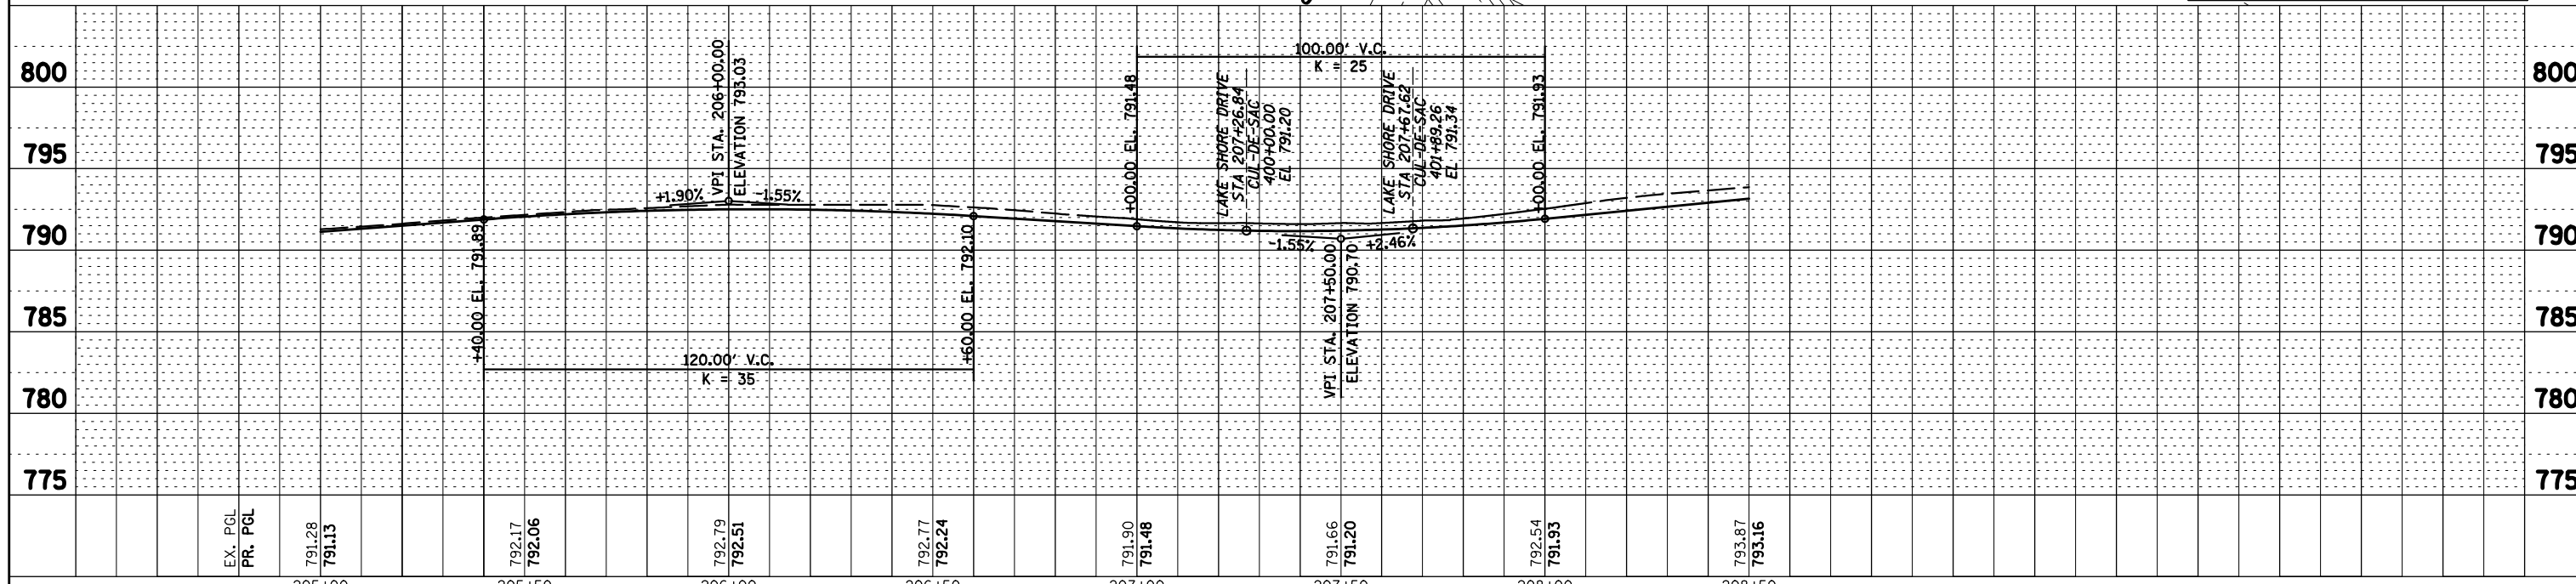 100.00' V.C.
K = 25
800
800
VPI STA. 206+00.00
ELEVATION 793.03
+00.00 EL. 791.48
LAKE SHORE DRIVE
STA 207+26.84
CUL-DE-SAC
400+00.00
EL 791.20
LAKE SHORE DRIVE
STA 207+67.62
CUL-DE-SAC
401+89.26
EL 791.34
+00.00 EL. 791.93
795
795
+1.90%
-1.55%
790
790
+40.00 EL. 791.89
+60.00 EL. 792.10
-1.55%
+2.46%
VPI STA. 207+50.00
ELEVATION 790.70
785
785
120.00' V.C.
K = 35
780
780
775
775
EX. PGL
PR. PGL
791.28
791.13
792.17
792.06
792.79
792.51
792.77
792.24
791.90
791.48
791.66
791.20
792.54
791.93
793.87
793.16